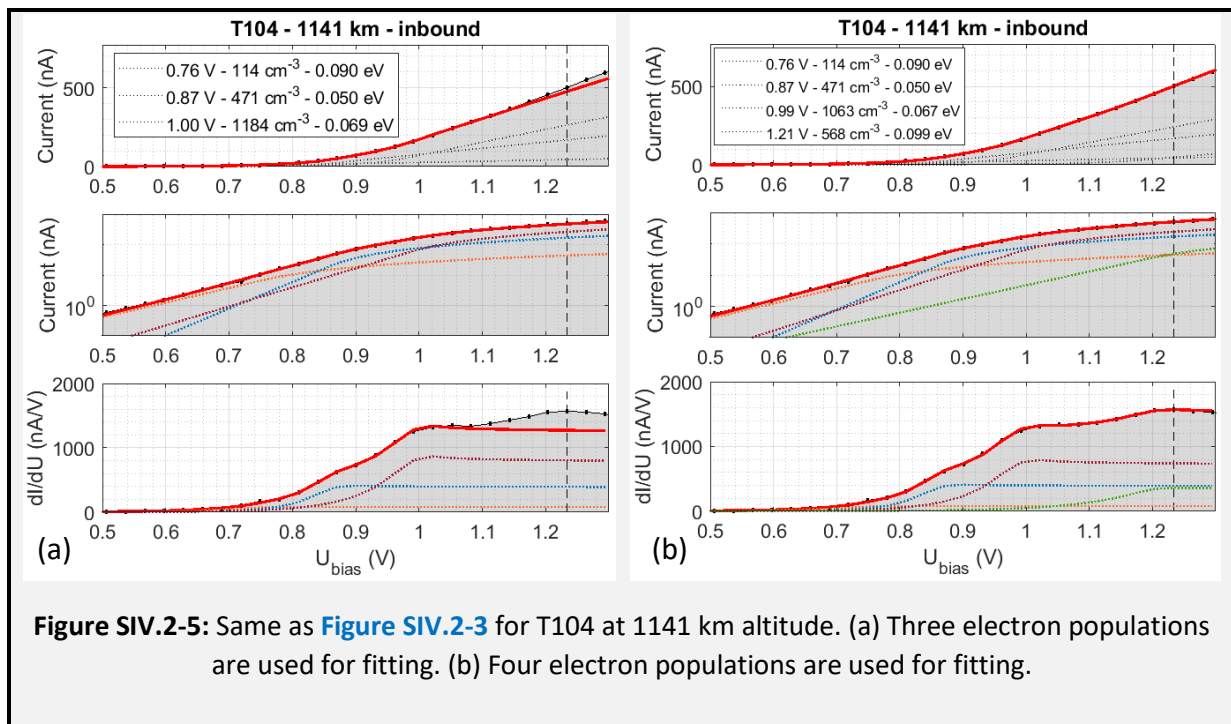 T104 - 1141 km - inbound
Current (nA)
500
0
0.76 V - 114 cm⁻³ - 0.090 eV
0.87 V - 471 cm⁻³ - 0.050 eV
1.00 V - 1184 cm⁻³ - 0.069 eV
0.5 0.6 0.7 0.8 0.9 1 1.1 1.2
Current (nA)
10⁰
0.5 0.6 0.7 0.8 0.9 1 1.1 1.2
dI/dU (nA/V)
2000
1000
0
0.5 0.6 0.7 0.8 0.9 1 1.1 1.2
(a)
U_bias (V)
T104 - 1141 km - inbound
Current (nA)
500
0
0.76 V - 114 cm⁻³ - 0.090 eV
0.87 V - 471 cm⁻³ - 0.050 eV
0.99 V - 1063 cm⁻³ - 0.067 eV
1.21 V - 568 cm⁻³ - 0.099 eV
0.5 0.6 0.7 0.8 0.9 1 1.1 1.2
Current (nA)
10⁰
0.5 0.6 0.7 0.8 0.9 1 1.1 1.2
dI/dU (nA/V)
2000
1000
0
0.5 0.6 0.7 0.8 0.9 1 1.1 1.2
(b)
U_bias (V)
Figure SIV.2-5: Same as Figure SIV.2-3 for T104 at 1141 km altitude. (a) Three electron populations
are used for fitting. (b) Four electron populations are used for fitting.